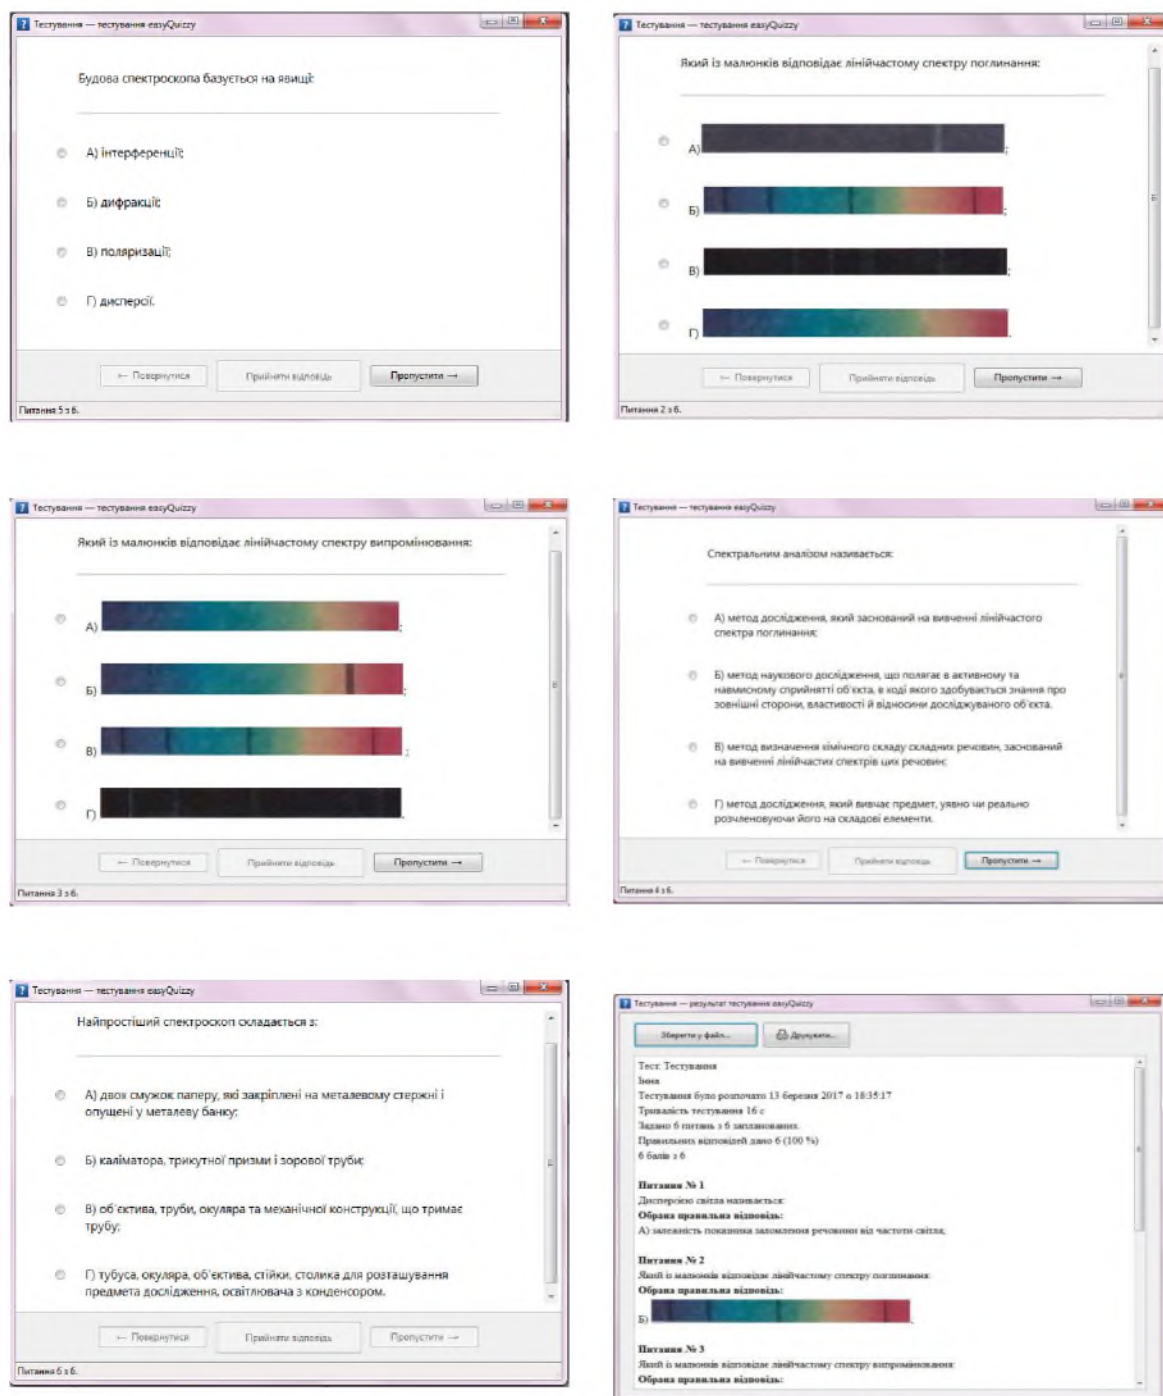 Тестування — тестування easyQuizzy
Будова спектроскопа базується на явищі:
А) інтерференції;
Б) дифракції;
В) поляризації;
Г) дисперсії.
← Повернутися
Прийняти відповідь
Пропустити →
Питання 5 з 6.
Тестування — тестування easyQuizzy
Який із малюнків відповідає лінійчастому спектру поглинання:
А) ;
Б) ;
В) ;
Г) .
← Повернутися
Прийняти відповідь
Пропустити →
Питання 2 з 6.
Тестування — тестування easyQuizzy
Який із малюнків відповідає лінійчастому спектру випромінювання:
А) ;
Б) ;
В) ;
Г) .
← Повернутися
Прийняти відповідь
Пропустити →
Питання 3 з 6.
Тестування — тестування easyQuizzy
Спектральним аналізом називається:
А) метод дослідження, який заснований на вивченні лінійчастого
спектра поглинання;
Б) метод наукового дослідження, що полягає в активному та
навмисному сприйнятті об'єкта, в ході якого здобувається знання про
зовнішні сторони, властивості й відносини досліджуваного об'єкта.
В) метод визначення хімічного складу складних речовин, заснований
на вивченні лінійчастих спектрів цих речовин;
Г) метод дослідження, який вивчає предмет, уявно чи реально
розчленовуючи його на складові елементи.
← Повернутися
Прийняти відповідь
Пропустити →
Питання 4 з 6.
Тестування — тестування easyQuizzy
Найпростіший спектроскоп складається з:
А) двох смужок паперу, які закріплені на металевому стержні і
опущені у металеву банку;
Б) каліматора, трикутної призми і зорової труби;
В) об'єктива, труби, окуляра та механічної конструкції, що тримає
трубу;
Г) тубуса, окуляра, об'єктива, стійки, столика для розташування
предмета дослідження, освітлювача з конденсором.
← Повернутися
Прийняти відповідь
Пропустити →
Питання 6 з 6.
Тестування — результат тестування easyQuizzy
Зберегти у файл...
Друкувати...
Тест: Тестування
Інна
Тестування було розпочато 13 березня 2017 о 18:35:17
Тривалість тестування 16 с
Задано 6 питань з 6 запланованих.
Правильних відповідей дано 6 (100 %)
6 балів з 6
Питання № 1
Дисперсією світла називається:
Обрана правильна відповідь:
А) залежність показника заломлення речовини від частоти світла;
Питання № 2
Який із малюнків відповідає лінійчастому спектру поглинання:
Обрана правильна відповідь:
Б) ;
Питання № 3
Який із малюнків відповідає лінійчастому спектру випромінювання:
Обрана правильна відповідь: